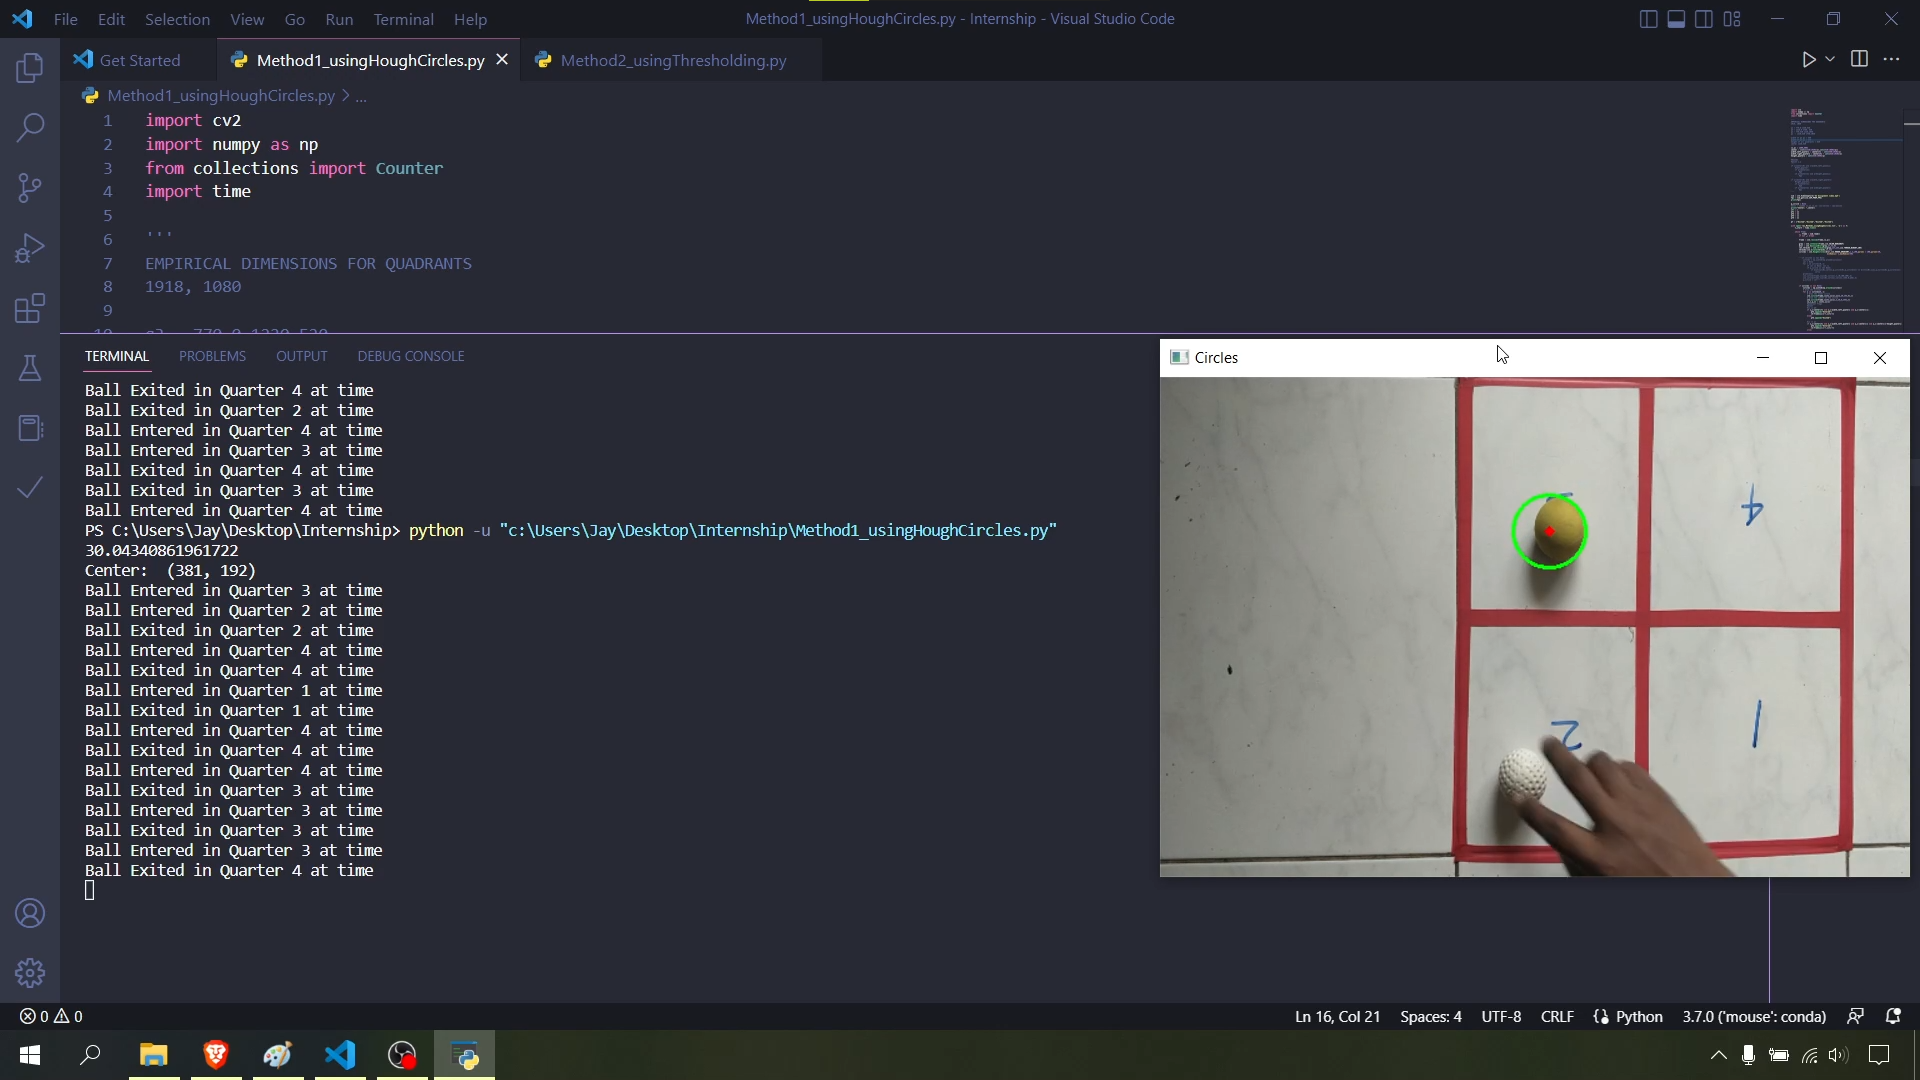 File Edit Selection View Go Run Terminal Help
Method1_usingHoughCircles.py - Internship - Visual Studio Code
Get Started
Method1_usingHoughCircles.py
Method2_usingThresholding.py
Method1_usingHoughCircles.py > ...
1 import cv2
2 import numpy as np
3 from collections import Counter
4 import time
5
6 '''
7 EMPIRICAL DIMENSIONS FOR QUADRANTS
8 1918, 1080
9
TERMINAL PROBLEMS OUTPUT DEBUG CONSOLE
Ball Exited in Quarter 4 at time
Ball Exited in Quarter 2 at time
Ball Entered in Quarter 4 at time
Ball Entered in Quarter 3 at time
Ball Exited in Quarter 4 at time
Ball Exited in Quarter 3 at time
Ball Exited in Quarter 4 at time
PS C:\Users\Jay\Desktop\Internship> python -u "c:\Users\Jay\Desktop\Internship\Method1_usingHoughCircles.py"
30.04340861961722
Center:  (381, 192)
Ball Entered in Quarter 3 at time
Ball Entered in Quarter 2 at time
Ball Exited in Quarter 2 at time
Ball Entered in Quarter 4 at time
Ball Exited in Quarter 4 at time
Ball Entered in Quarter 1 at time
Ball Exited in Quarter 1 at time
Ball Entered in Quarter 4 at time
Ball Exited in Quarter 4 at time
Ball Entered in Quarter 4 at time
Ball Exited in Quarter 3 at time
Ball Entered in Quarter 3 at time
Ball Exited in Quarter 3 at time
Ball Entered in Quarter 3 at time
Ball Exited in Quarter 4 at time
Circles
4
2
1
0 0
Ln 16, Col 21 Spaces: 4 UTF-8 CRLF Python 3.7.0 ('mouse': conda)